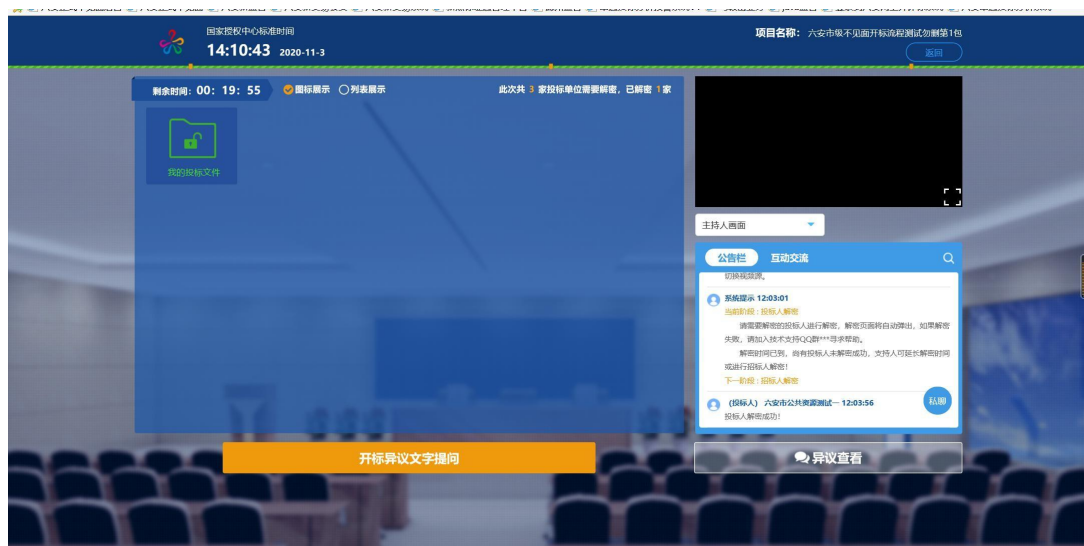 国家授权中心标准时间
14:10:43 2020-11-3
项目名称: 六安市级不见面开标流程测试勿删第1包
返回
剩余时间: 00: 19: 55
图标展示 列表展示
此次共 3 家投标单位需要解密, 已解密 1 家
我的投标文件
主持人画面
公告栏 互动交流
切换视频源。
系统提示 12:03:01
当前阶段 : 投标人解密
请需要解密的投标人进行解密, 解密页面将自动弹出, 如果解密
失败, 请加入技术支持QQ群***寻求帮助。
解密时间已到, 尚有投标人未解密成功, 支持人可延长解密时间
或进行招标人解密!
下一阶段 : 招标人解密
(投标人) 六安市公共资源测试一 12:03:56
投标人解密成功!
私聊
开标异议文字提问
异议查看